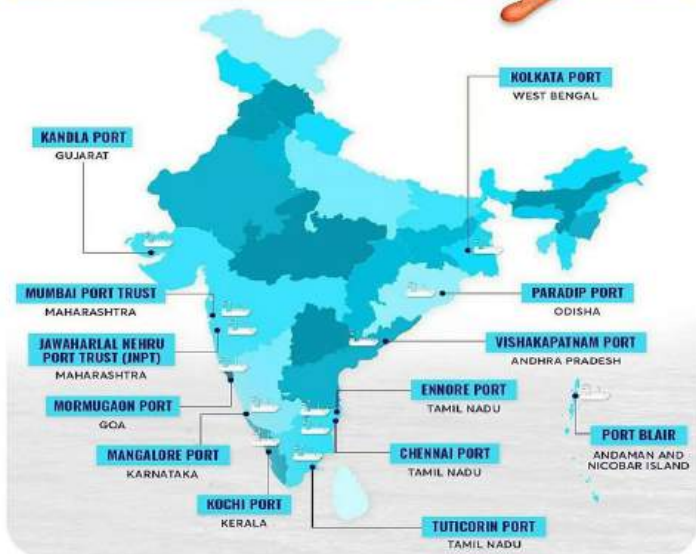 KOLKATA PORT
WEST BENGAL
KANDLA PORT
GUJARAT
MUMBAI PORT TRUST
MAHARASHTRA
PARADIP PORT
ODISHA
JAWAHARLAL NEHRU
PORT TRUST (JNPT)
MAHARASHTRA
VISHAKAPATNAM PORT
ANDHRA PRADESH
ENNORE PORT
TAMIL NADU
MORMUGAON PORT
GOA
PORT BLAIR
ANDAMAN AND
NICOBAR ISLAND
MANGALORE PORT
KARNATAKA
CHENNAI PORT
TAMIL NADU
KOCHI PORT
KERALA
TUTICORIN PORT
TAMIL NADU